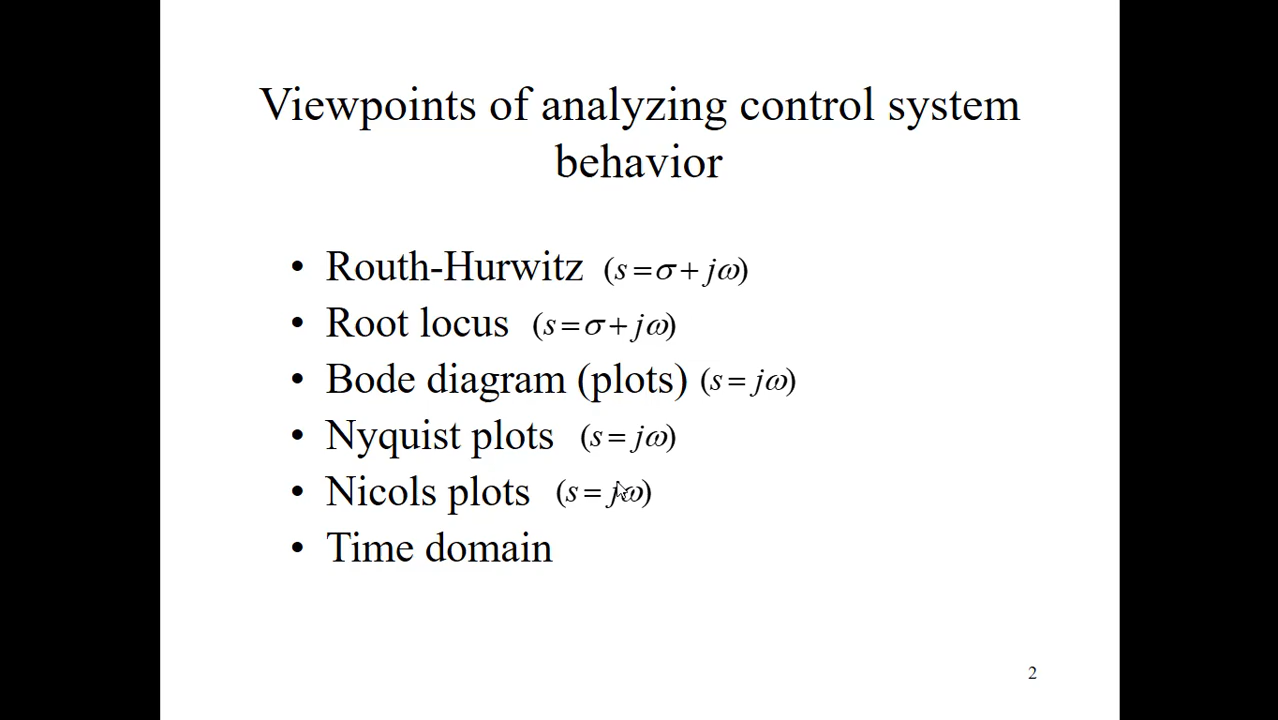 Viewpoints of analyzing control system
behavior
• Routh-Hurwitz (s = σ + jω)
• Root locus (s = σ + jω)
• Bode diagram (plots) (s = jω)
• Nyquist plots (s = jω)
• Nicols plots (s = jω)
• Time domain
2